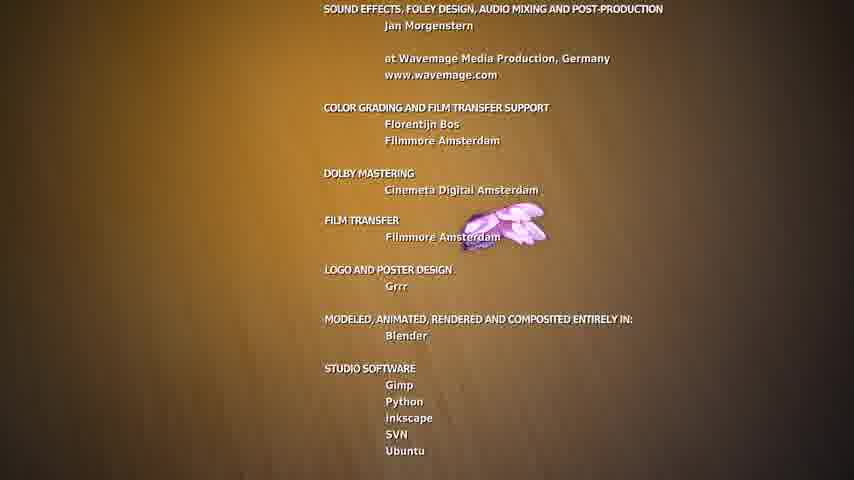 SOUND EFFECTS, FOLEY DESIGN, AUDIO MIXING AND POST-PRODUCTION
Jan Morgenstern
at Wavemage Media Production, Germany
www.wavemage.com
COLOR GRADING AND FILM TRANSFER SUPPORT
Florentijn Bos
Filmmore Amsterdam
DOLBY MASTERING
Cinemeta Digital Amsterdam
FILM TRANSFER
Filmmore Amsterdam
LOGO AND POSTER DESIGN
Grrr
MODELED, ANIMATED, RENDERED AND COMPOSITED ENTIRELY IN:
Blender
STUDIO SOFTWARE
Gimp
Python
Inkscape
SVN
Ubuntu